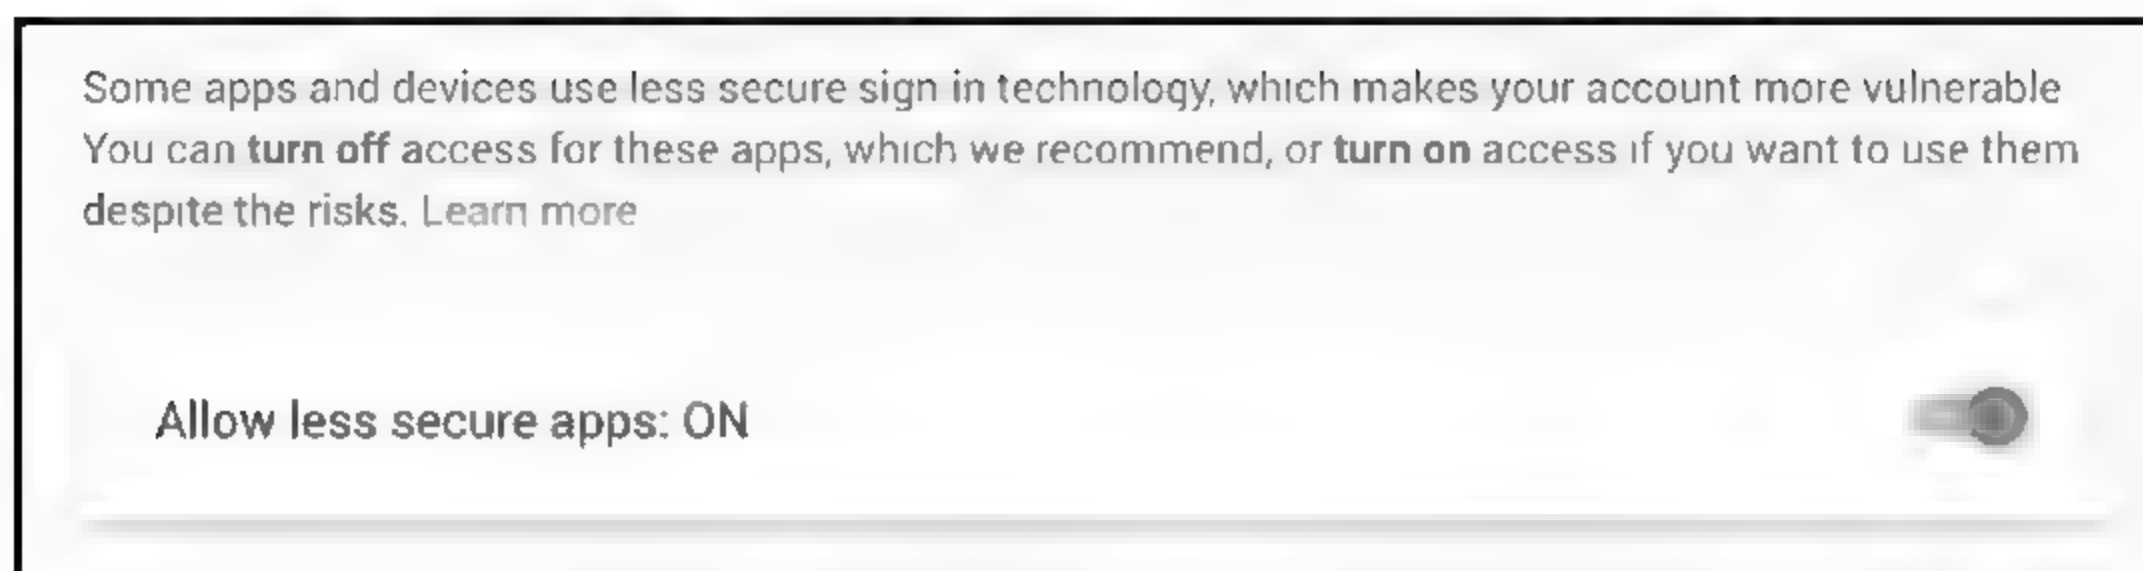 Some apps and devices use less secure sign in technology, which makes your account more vulnerable
You can turn off access for these apps, which we recommend, or turn on access if you want to use them
despite the risks. Learn more
Allow less secure apps: ON